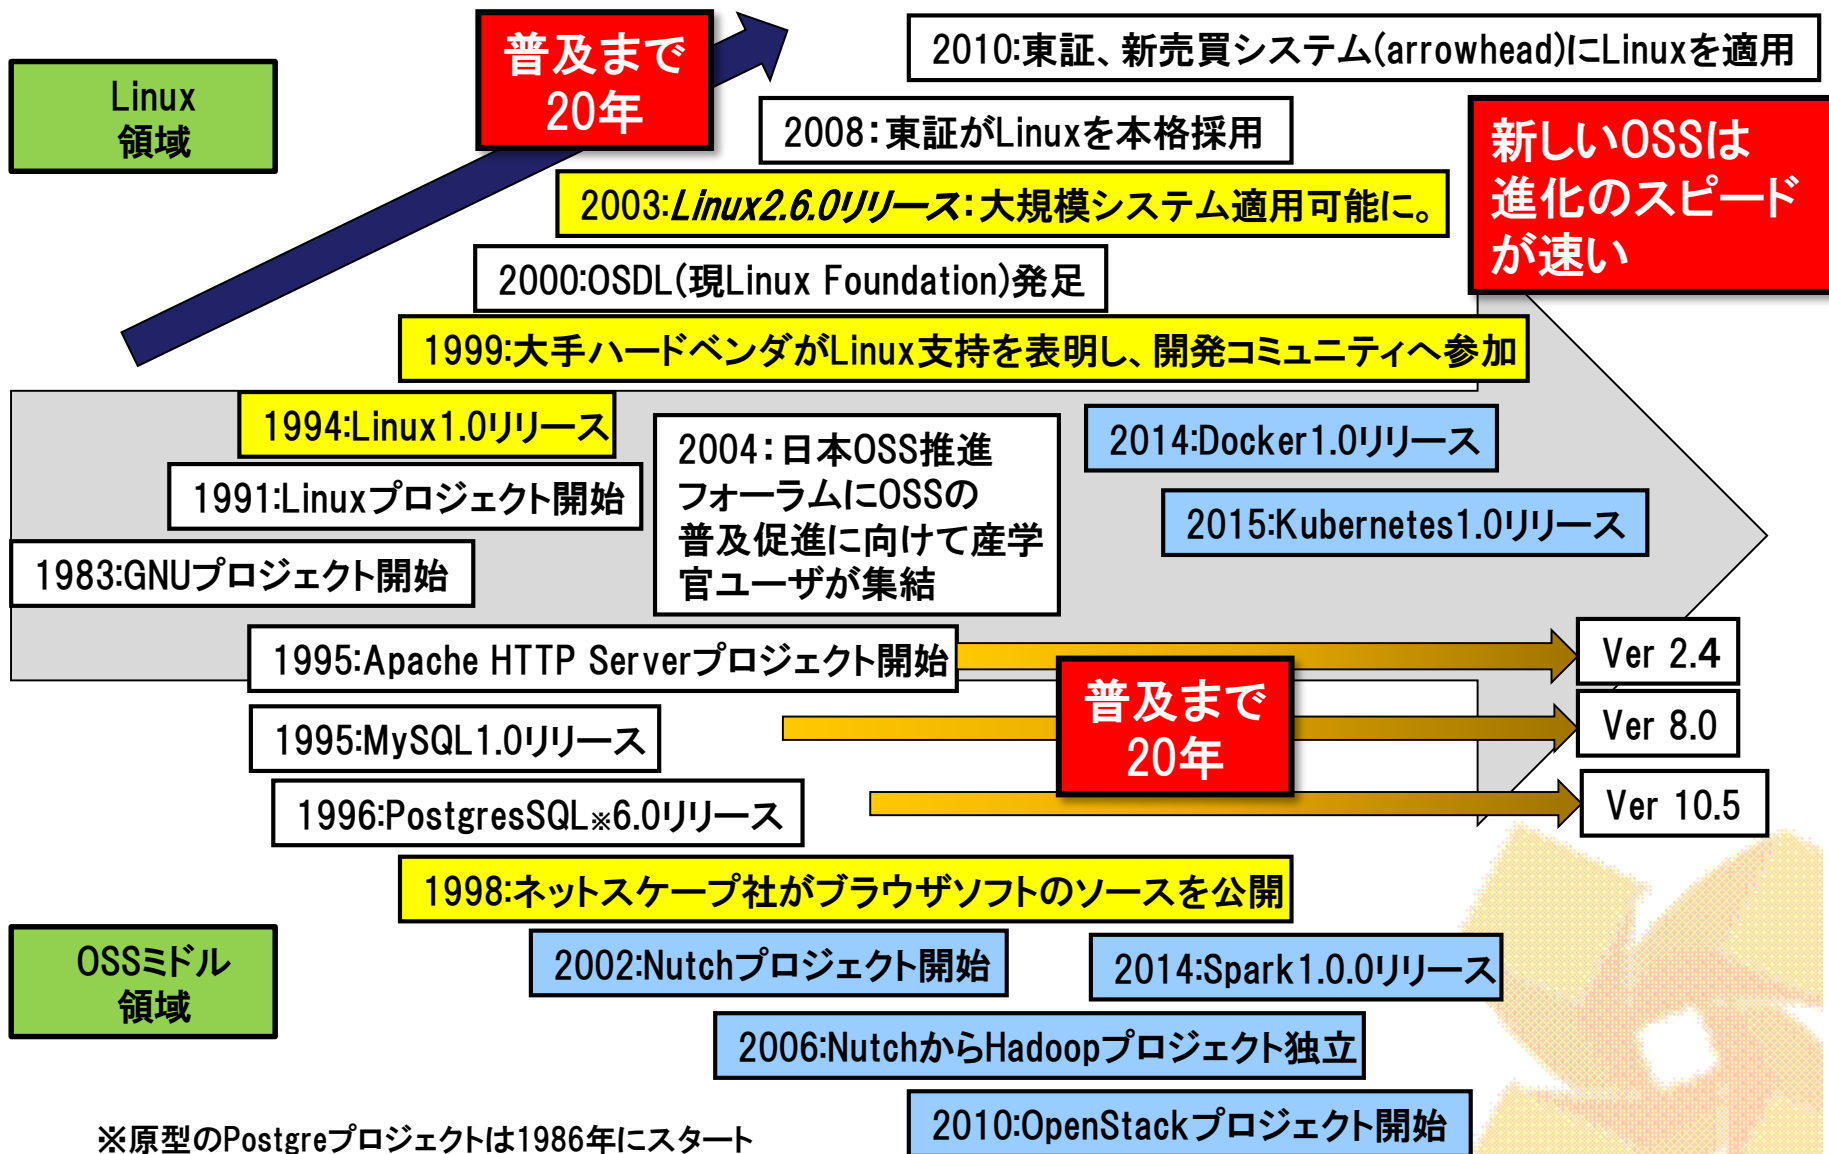 普及まで
20年
2010:東証、新売買システム(arrowhead)にLinuxを適用
Linux
領域
2008:東証がLinuxを本格採用
新しいOSSは
進化のスピード
が速い
2003:Linux2.6.0リリース:大規模システム適用可能に。
2000:OSDL(現Linux Foundation)発足
1999:大手ハードベンダがLinux支持を表明し、開発コミュニティへ参加
1994:Linux1.0リリース
2004:日本OSS推進
フォーラムにOSSの
普及促進に向けて産学
官ユーザが集結
2014:Docker1.0リリース
1991:Linuxプロジェクト開始
2015:Kubernetes1.0リリース
1983:GNUプロジェクト開始
1995:Apache HTTP Serverプロジェクト開始
Ver 2.4
普及まで
20年
1995:MySQL1.0リリース
Ver 8.0
1996:PostgresSQL※6.0リリース
Ver 10.5
1998:ネットスケープ社がブラウザソフトのソースを公開
OSSミドル
領域
2002:Nutchプロジェクト開始
2014:Spark1.0.0リリース
2006:NutchからHadoopプロジェクト独立
2010:OpenStackプロジェクト開始
※原型のPostgreプロジェクトは1986年にスタート